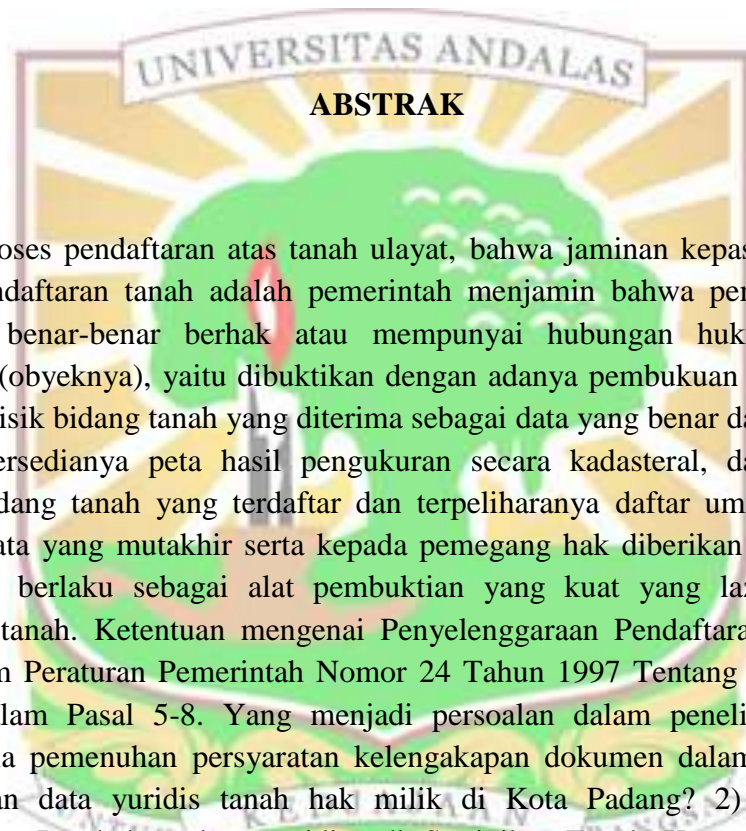 UNIVERSITAS ANDALAS
ABSTRAK
oses pendaftaran atas tanah ulayat, bahwa jaminan kepas
ndaftaran tanah adalah pemerintah menjamin bahwa per
benar-benar berhak atau mempunyai hubungan huk
(obyeknya), yaitu dibuktikan dengan adanya pembukuan
isik bidang tanah yang diterima sebagai data yang benar da
ersedianya peta hasil pengukuran secara kadasteral, da
dang tanah yang terdaftar dan terpeliharanya daftar um
ata yang mutakhir serta kepada pemegang hak diberikan
berlaku sebagai alat pembuktian yang kuat yang la
tanah. Ketentuan mengenai Penyelenggaraan Pendaftara
m Peraturan Pemerintah Nomor 24 Tahun 1997 Tentang
alam Pasal 5-8. Yang menjadi persoalan dalam peneli
a pemenuhan persyaratan kelengakapan dokumen dalam
an data yuridis tanah hak milik di Kota Padang? 2)